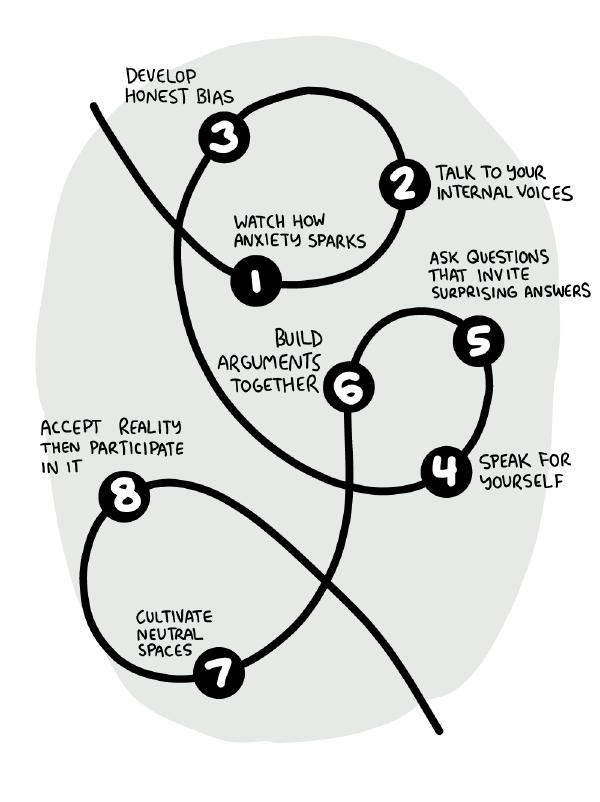 DEVELOP
HONEST BIAS
3
2
TALK TO YOUR
INTERNAL VOICES
WATCH HOW
ANXIETY SPARKS
1
ASK QUESTIONS
THAT INVITE
SURPRISING ANSWERS
5
BUILD
ARGUMENTS
TOGETHER
6
4
SPEAK FOR
YOURSELF
ACCEPT REALITY
THEN PARTICIPATE
IN IT
8
CULTIVATE
NEUTRAL
SPACES
7